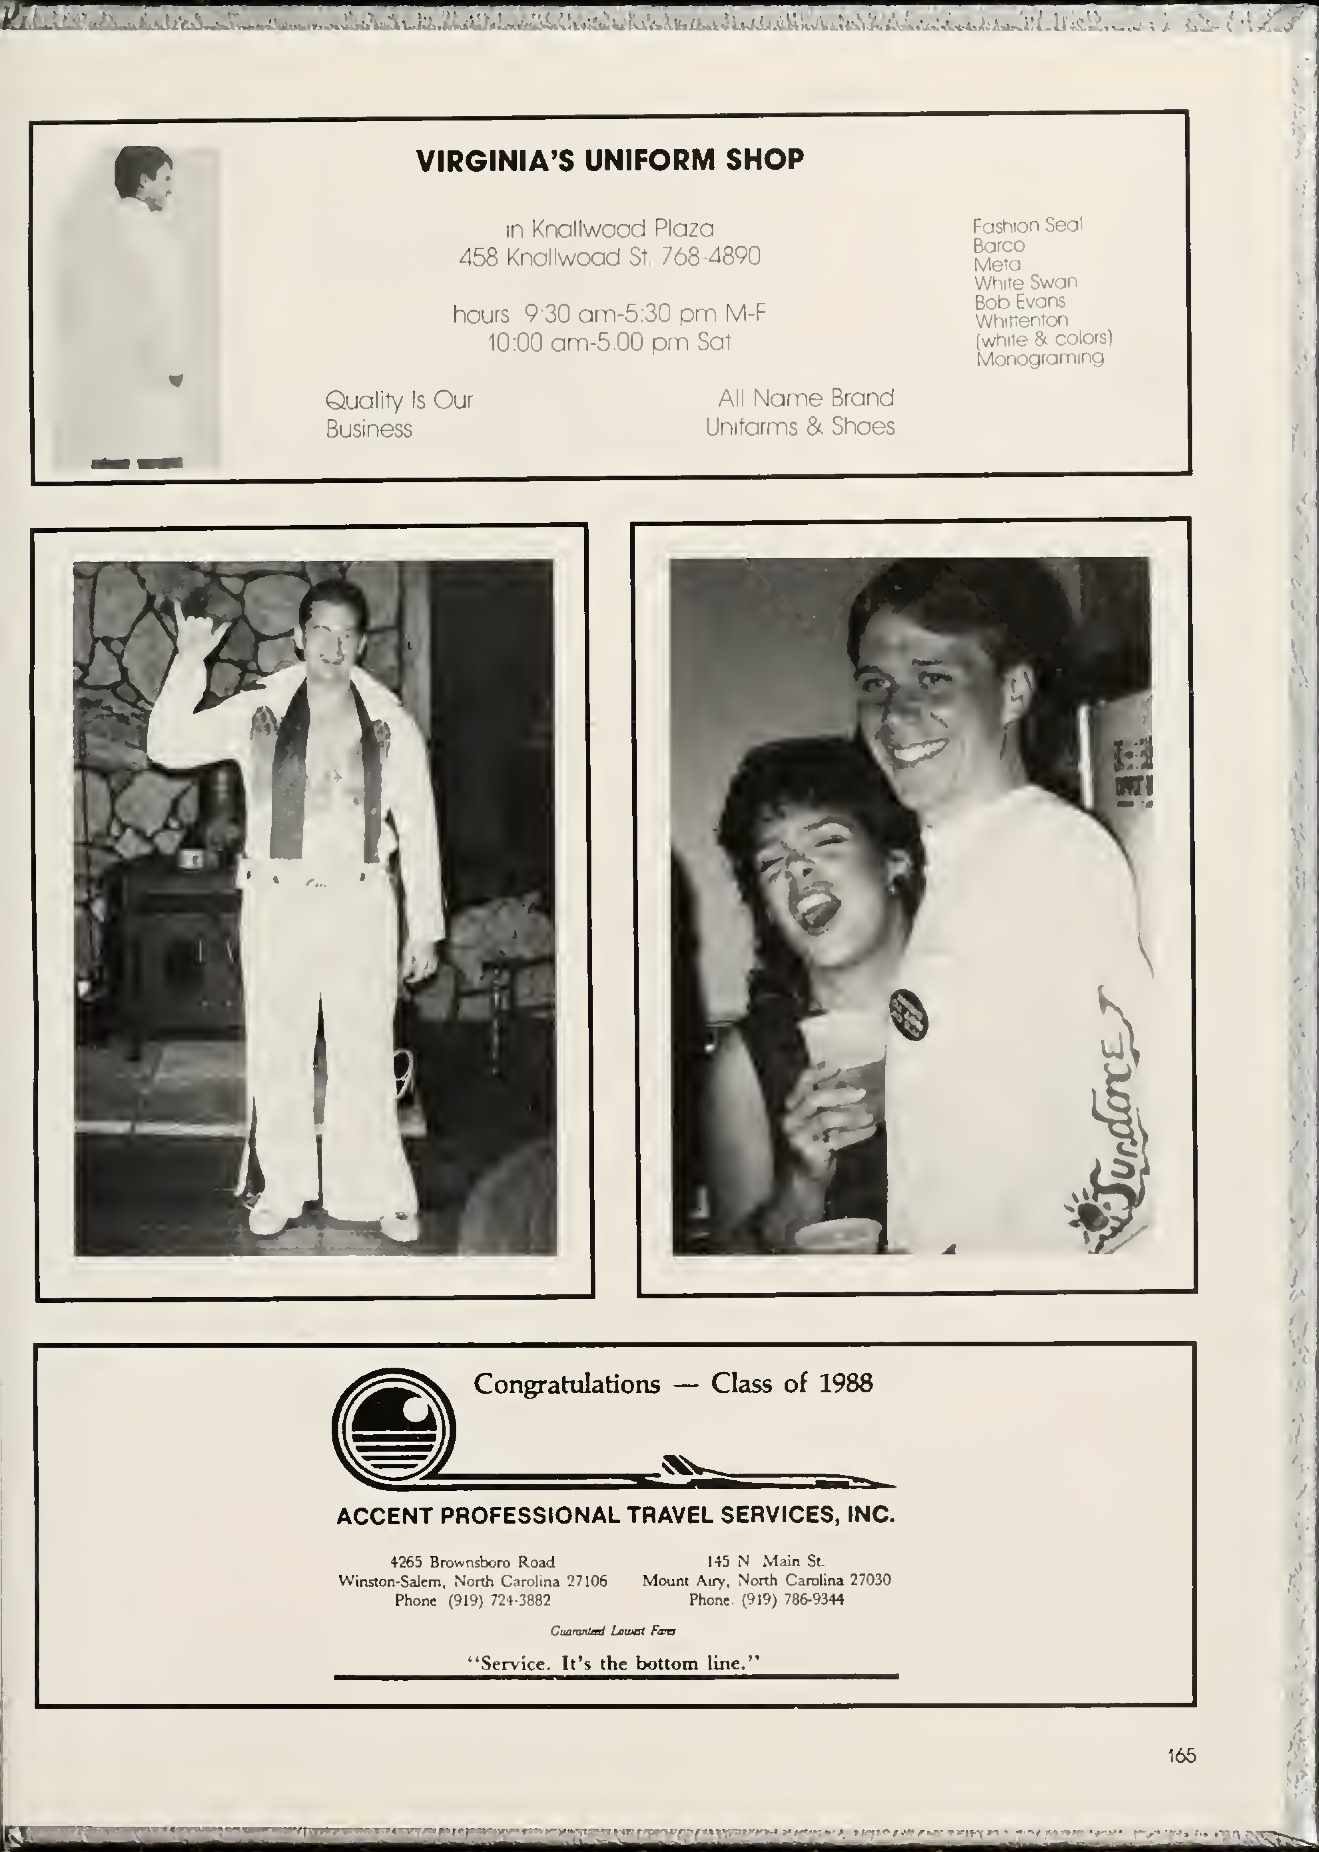 VIRGINIA'S UNIFORM SHOP
in Knollwood Plaza
458 Knollwood St. 768-4890
hours 9:30 am-5:30 pm M-F
10:00 am-5:00 pm Sat
Quality Is Our
Business
All Name Brand
Uniforms & Shoes
Fashion Seal
Barco
Meta
White Swan
Bob Evans
Whittenton
(white & colors)
Monograming
Sundance
Congratulations — Class of 1988
ACCENT PROFESSIONAL TRAVEL SERVICES, INC.
4265 Brownsboro Road
Winston-Salem, North Carolina 27106
Phone (919) 724-3882
145 N. Main St.
Mount Airy, North Carolina 27030
Phone. (919) 786-9344
Guaranteed Lowest Fares
"Service. It's the bottom line."
165